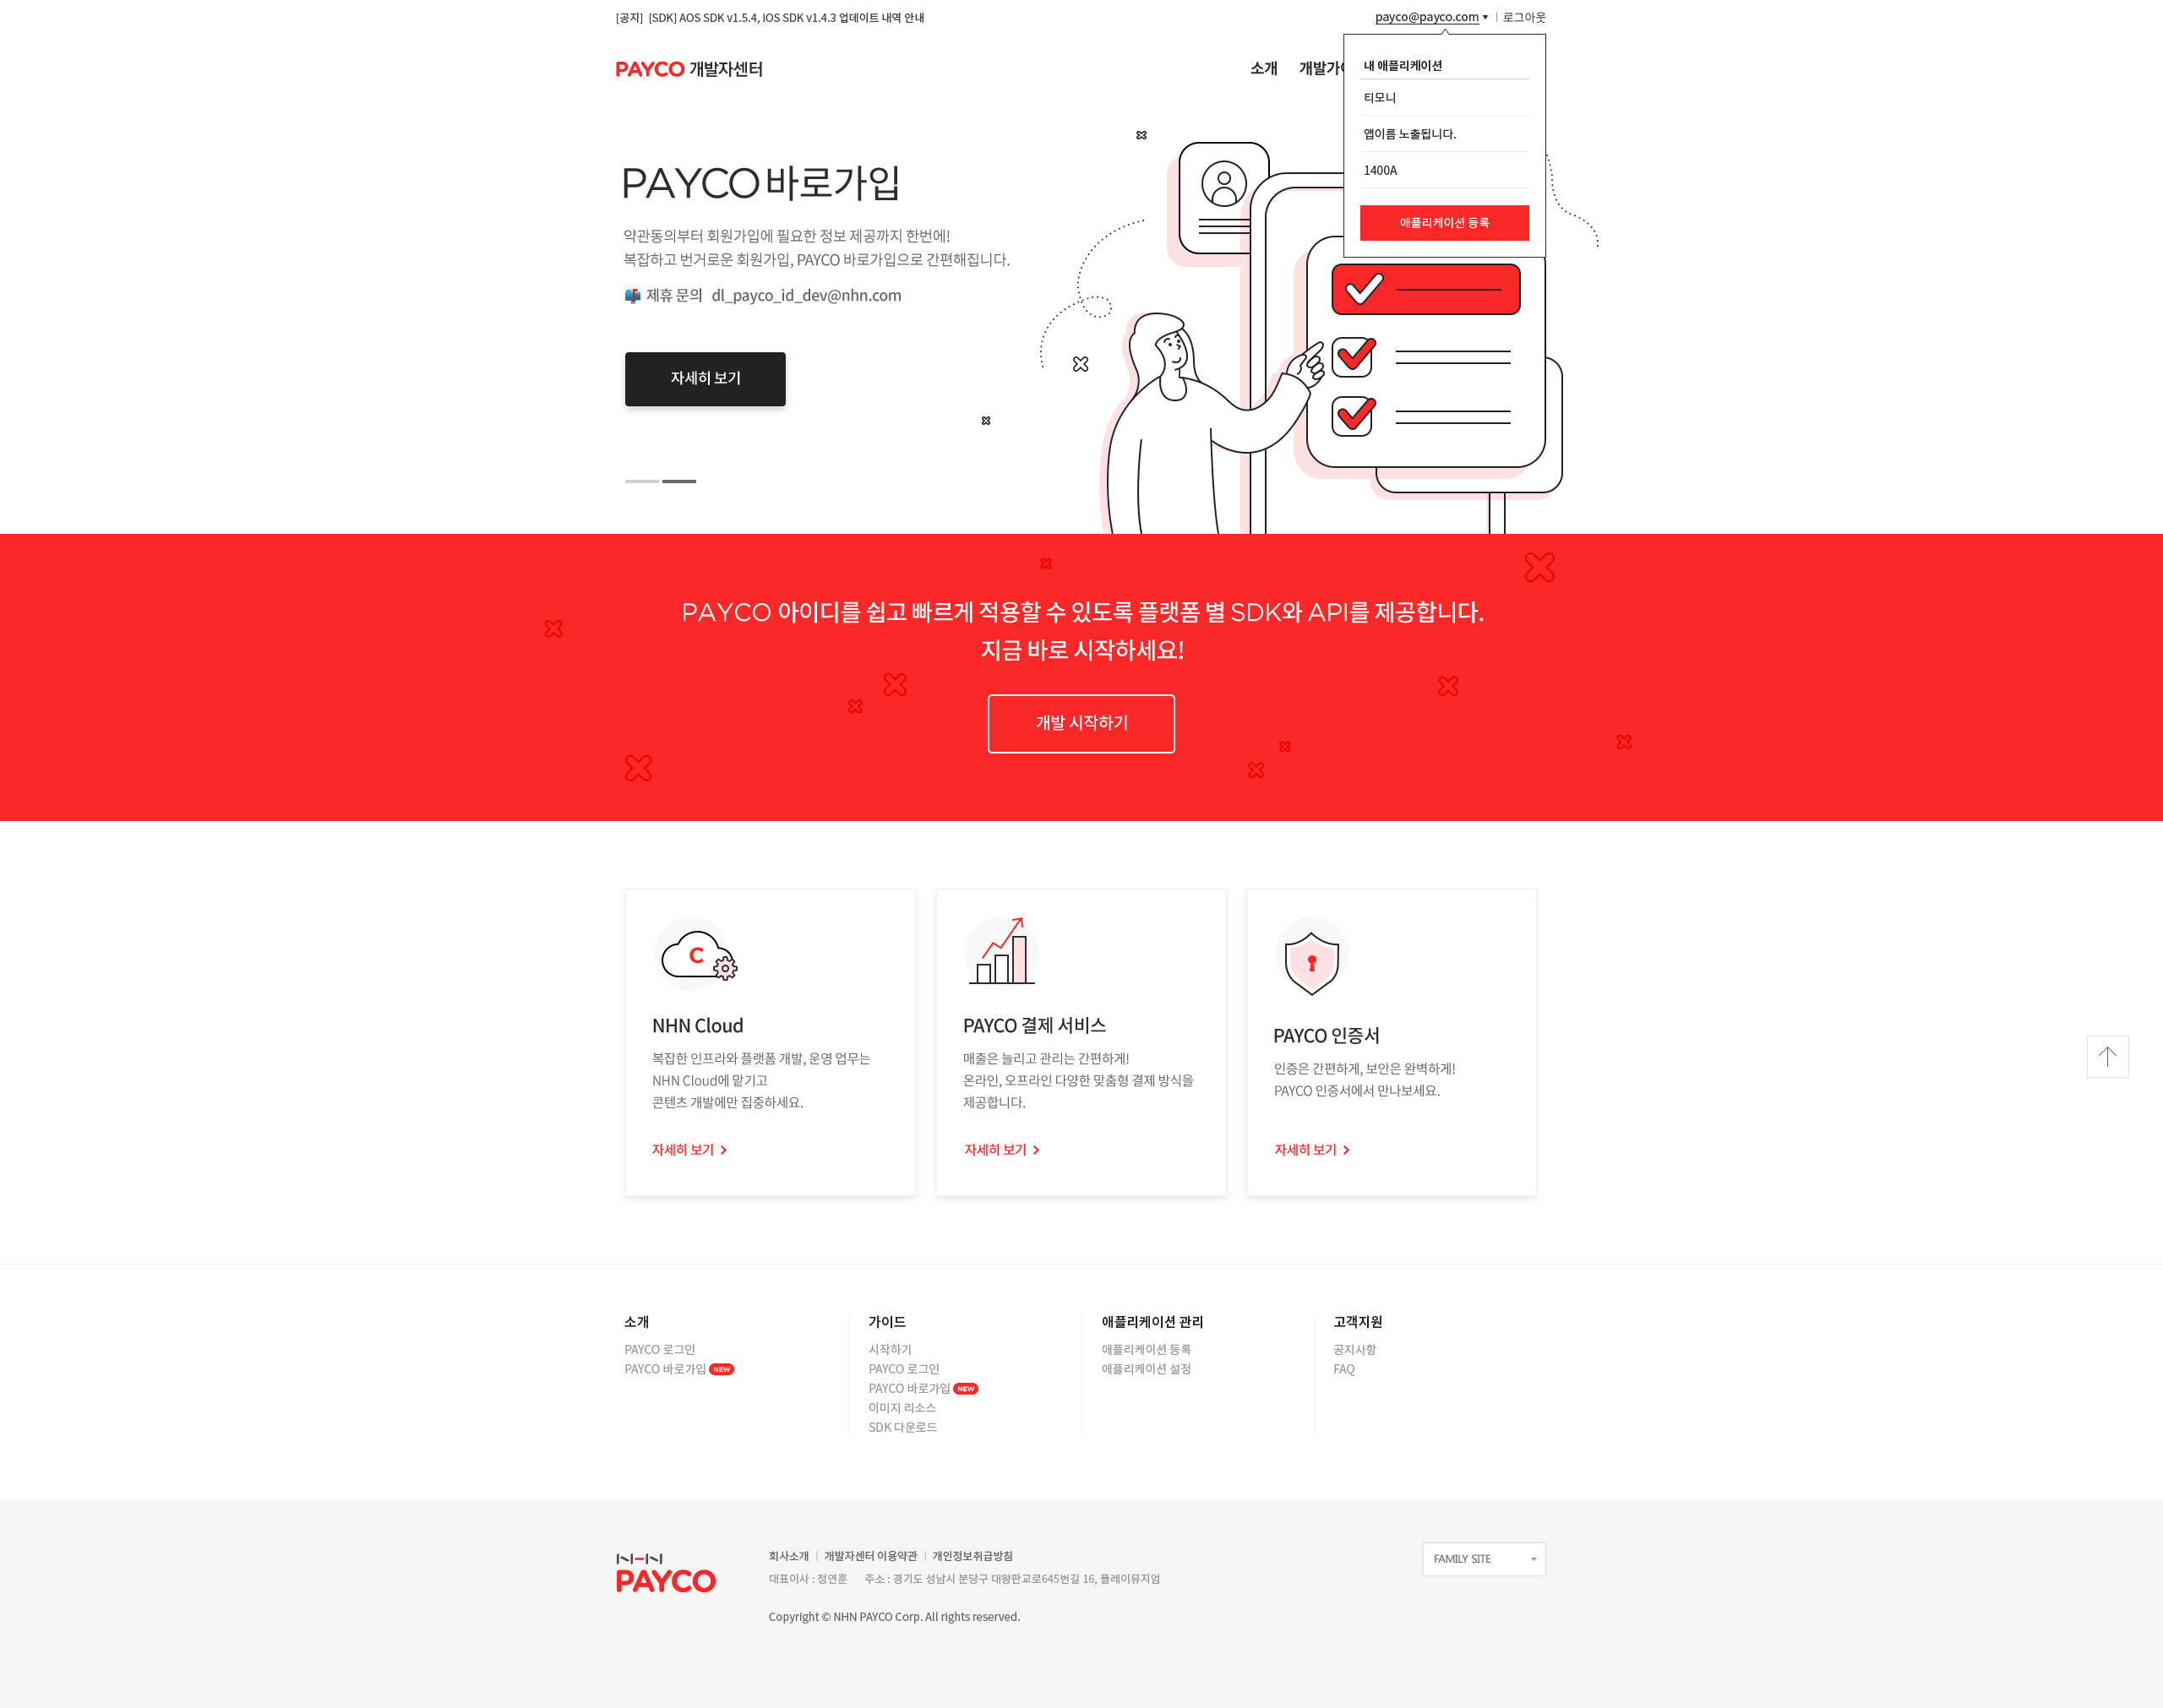 [공지] [SDK] AOS SDK v1.5.4, iOS SDK v1.4.3 업데이트 내역 안내
payco@payco.com
로그아웃
PAYCO 개발자센터
소개
내 애플리케이션
티모니
앱이름 노출됩니다.
1400A
애플리케이션 등록
PAYCO 바로가입
약관동의부터 회원가입에 필요한 정보 제공까지 한번에!
복잡하고 번거로운 회원가입, PAYCO 바로가입으로 간편해집니다.
제휴 문의 dl_payco_id_dev@nhn.com
자세히 보기
PAYCO 아이디를 쉽고 빠르게 적용할 수 있도록 플랫폼 별 SDK와 API를 제공합니다.
지금 바로 시작하세요!
개발 시작하기
C
NHN Cloud
복잡한 인프라와 플랫폼 개발, 운영 업무는
NHN Cloud에 맡기고
콘텐츠 개발에만 집중하세요.
자세히 보기
PAYCO 결제 서비스
매출은 늘리고 관리는 간편하게!
온라인, 오프라인 다양한 맞춤형 결제 방식을
제공합니다.
자세히 보기
PAYCO 인증서
인증은 간편하게, 보안은 완벽하게!
PAYCO 인증서에서 만나보세요.
자세히 보기
소개
PAYCO 로그인
PAYCO 바로가입 NEW
가이드
시작하기
PAYCO 로그인
PAYCO 바로가입 NEW
이미지 리소스
SDK 다운로드
애플리케이션 관리
애플리케이션 등록
애플리케이션 설정
고객지원
공지사항
FAQ
NHN
PAYCO
회사소개 | 개발자센터 이용약관 | 개인정보취급방침
대표이사 : 정연훈 주소 : 경기도 성남시 분당구 대왕판교로645번길 16, 플레이뮤지엄
Copyright © NHN PAYCO Corp. All rights reserved.
FAMILY SITE